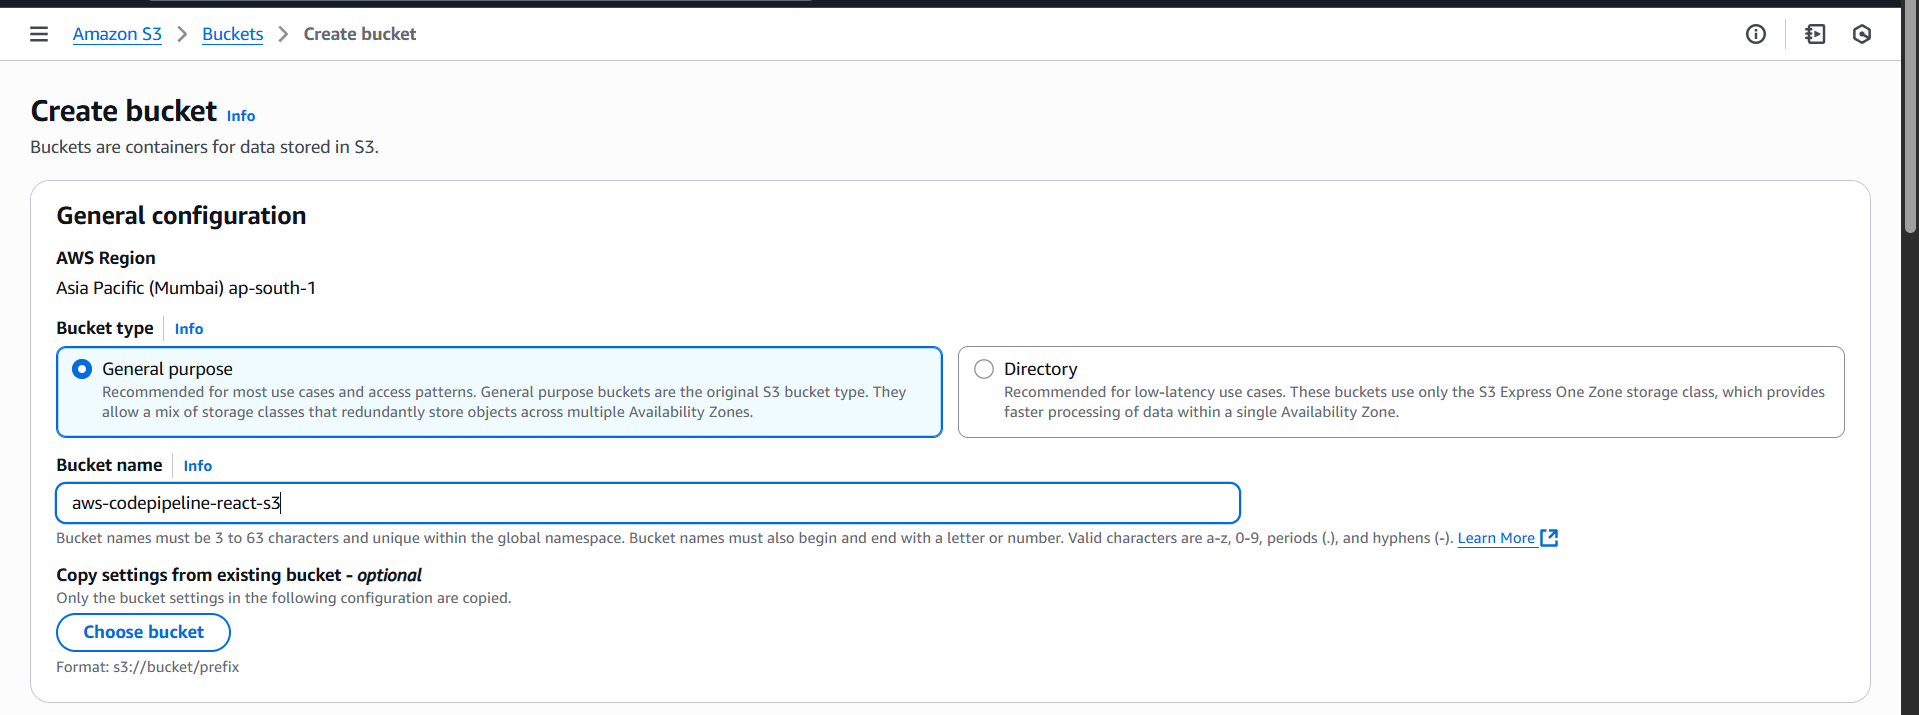 Amazon S3 > Buckets > Create bucket
Create bucket Info
Buckets are containers for data stored in S3.
General configuration
AWS Region
Asia Pacific (Mumbai) ap-south-1
Bucket type Info
General purpose
Recommended for most use cases and access patterns. General purpose buckets are the original S3 bucket type. They
allow a mix of storage classes that redundantly store objects across multiple Availability Zones.
Directory
Recommended for low-latency use cases. These buckets use only the S3 Express One Zone storage class, which provides
faster processing of data within a single Availability Zone.
Bucket name Info
aws-codepipeline-react-s3
Bucket names must be 3 to 63 characters and unique within the global namespace. Bucket names must also begin and end with a letter or number. Valid characters are a-z, 0-9, periods (.), and hyphens (-). Learn More
Copy settings from existing bucket - optional
Only the bucket settings in the following configuration are copied.
Choose bucket
Format: s3://bucket/prefix